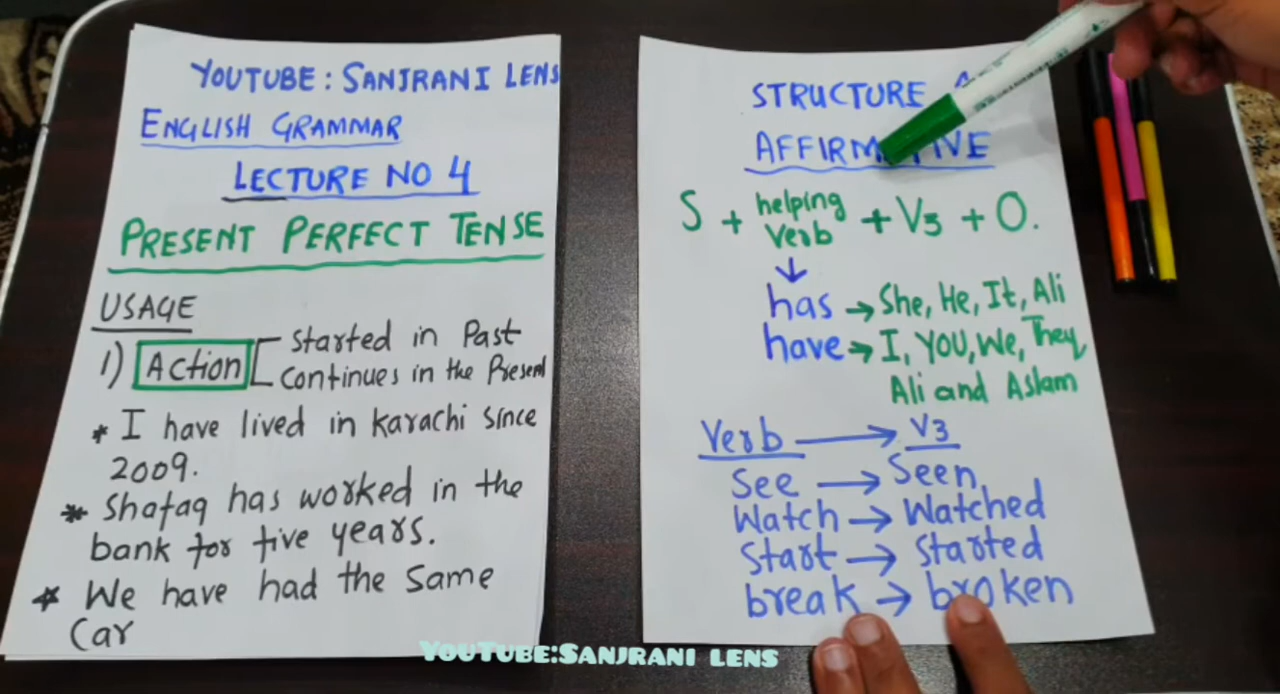 YOUTUBE: SANJRANI LENS
ENGLISH GRAMMAR
LECTURE NO 4
PRESENT PERFECT TENSE
USAGE
1) Action [ Started in Past
Continues in the Present
* I have lived in Karachi since
2009.
* Shafaq has worked in the
bank for five years.
* We have had the same
Car
STRUCTURE
AFFIRMATIVE
S + helping verb + V3 + O.
↓
has → She, He, It, Ali
have → I, YOU, We, They,
Ali and Aslam
Verb → V3
See → Seen
Watch → Watched
Start → Started
break → broken
YOUTUBE:SANJRANI LENS